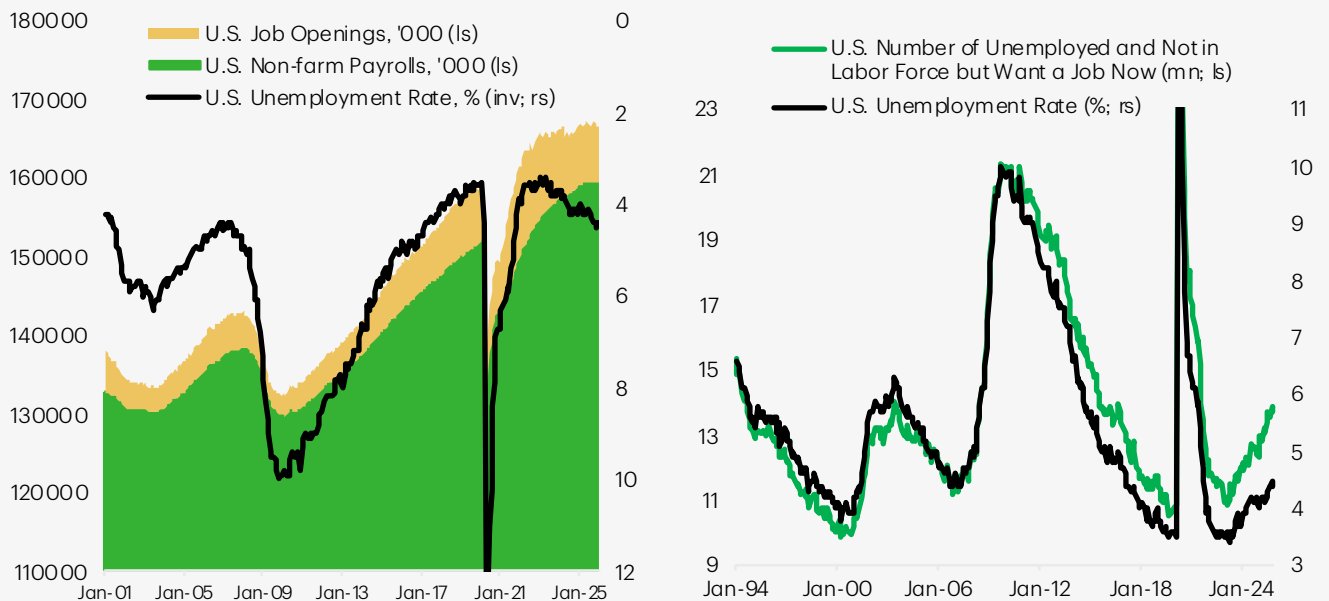 U.S. Job Openings, '000 (ls)
U.S. Non-farm Payrolls, '000 (ls)
U.S. Unemployment Rate, % (inv; rs)
180000
170000
160000
150000
140000
130000
120000
110000
0
2
4
6
8
10
12
Jan-01
Jan-05
Jan-09
Jan-13
Jan-17
Jan-21
Jan-25
U.S. Number of Unemployed and Not in
Labor Force but Want a Job Now (mn; ls)
U.S. Unemployment Rate (%; rs)
23
21
19
17
15
13
11
9
11
10
9
8
7
6
5
4
3
Jan-94
Jan-00
Jan-06
Jan-12
Jan-18
Jan-24